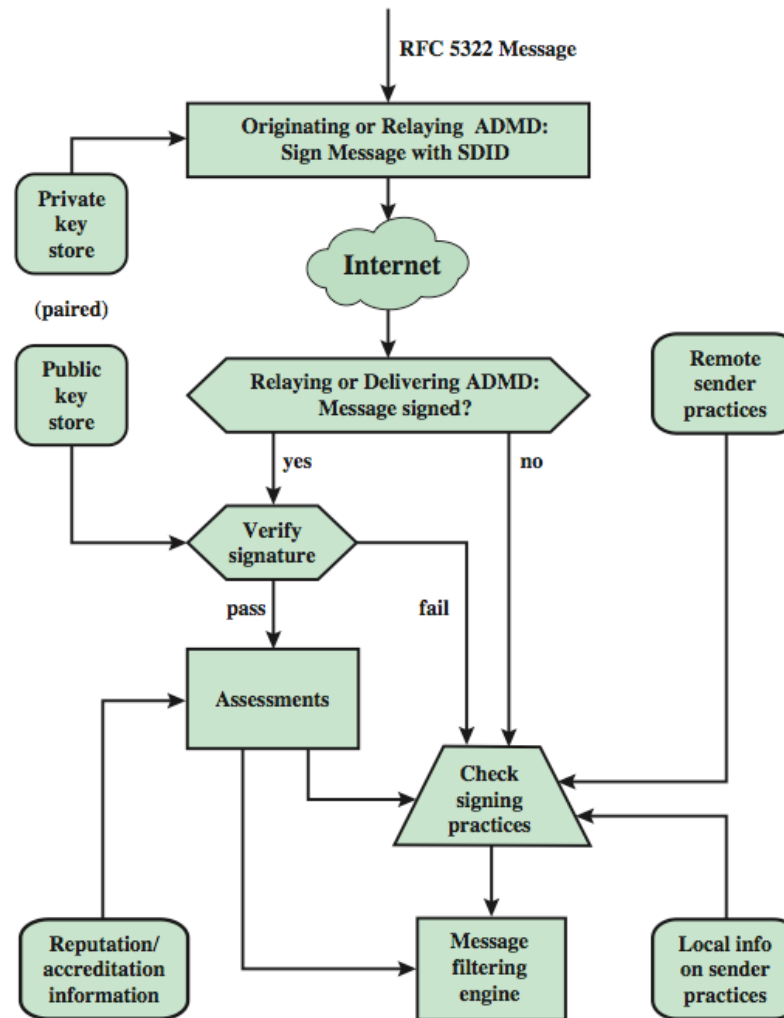 RFC 5322 Message
Originating or Relaying ADMD:
Sign Message with SDID
Private
key
store
Internet
(paired)
Public
key
store
Relaying or Delivering ADMD:
Message signed?
Remote
sender
practices
yes
no
Verify
signature
pass
fail
Assessments
Check
signing
practices
Reputation/
accreditation
information
Message
filtering
engine
Local info
on sender
practices